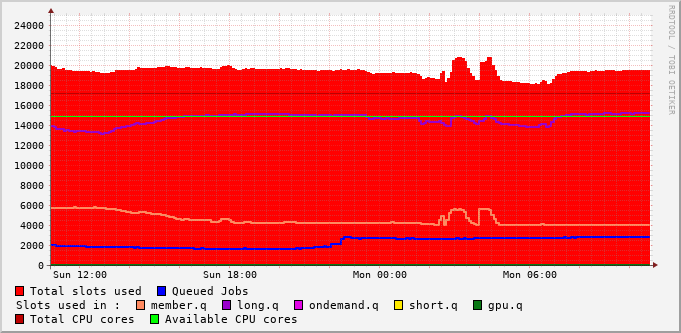 24000
22000
20000
18000
16000
14000
12000
10000
8000
6000
4000
2000
0
Sun 12:00 Sun 18:00 Mon 00:00 Mon 06:00
RRDTOOL / TOBI OETIKER
Total slots used Queued Jobs
Slots used in : member.q long.q ondemand.q short.q gpu.q
Total CPU cores Available CPU cores